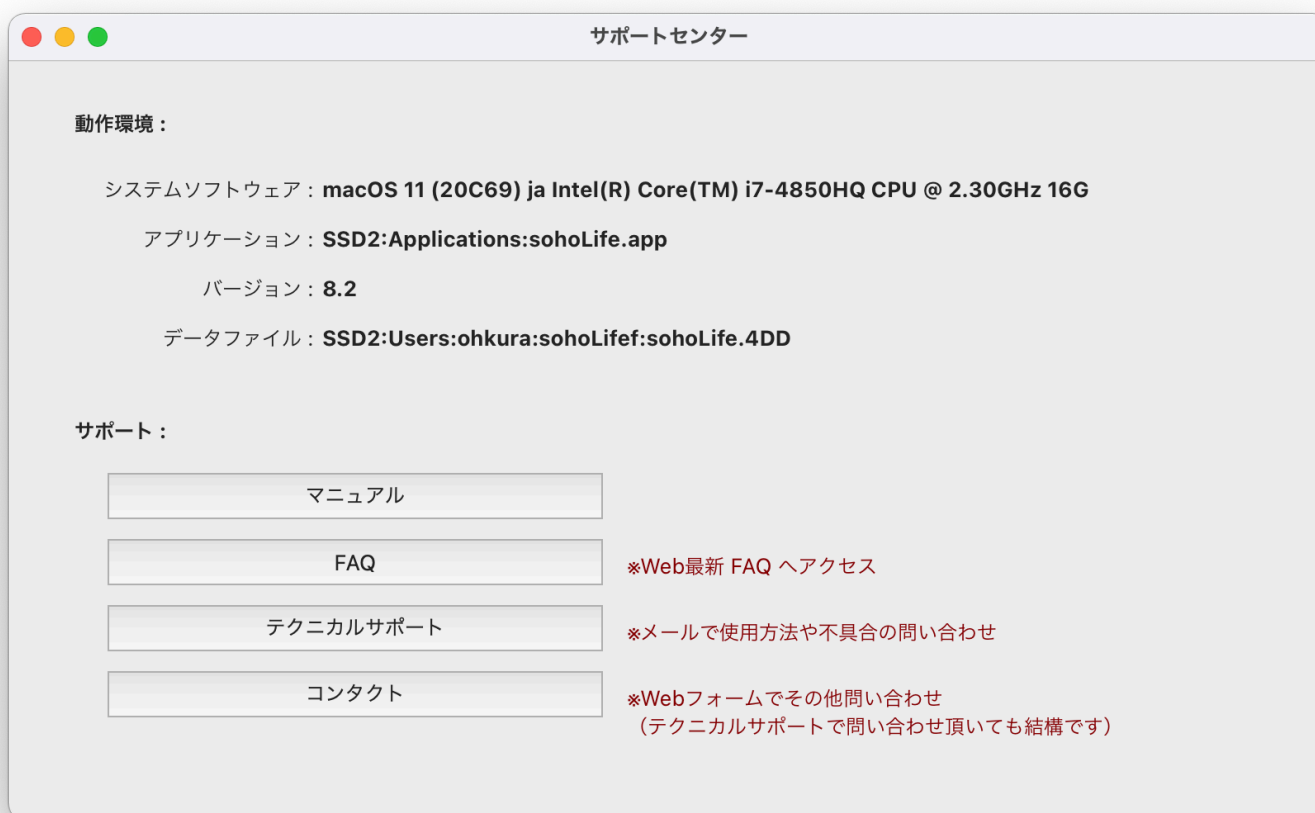 サポートセンター
動作環境：
システムソフトウェア : macOS 11 (20C69) ja Intel(R) Core(TM) i7-4850HQ CPU @ 2.30GHz 16G
アプリケーション : SSD2:Applications:sohoLife.app
バージョン : 8.2
データファイル : SSD2:Users:ohkura:sohoLifef:sohoLife.4DD
サポート：
マニュアル
FAQ ※Web最新 FAQ へアクセス
テクニカルサポート ※メールで使用方法や不具合の問い合わせ
コンタクト ※Webフォームでその他問い合わせ
（テクニカルサポートで問い合わせ頂いても結構です）